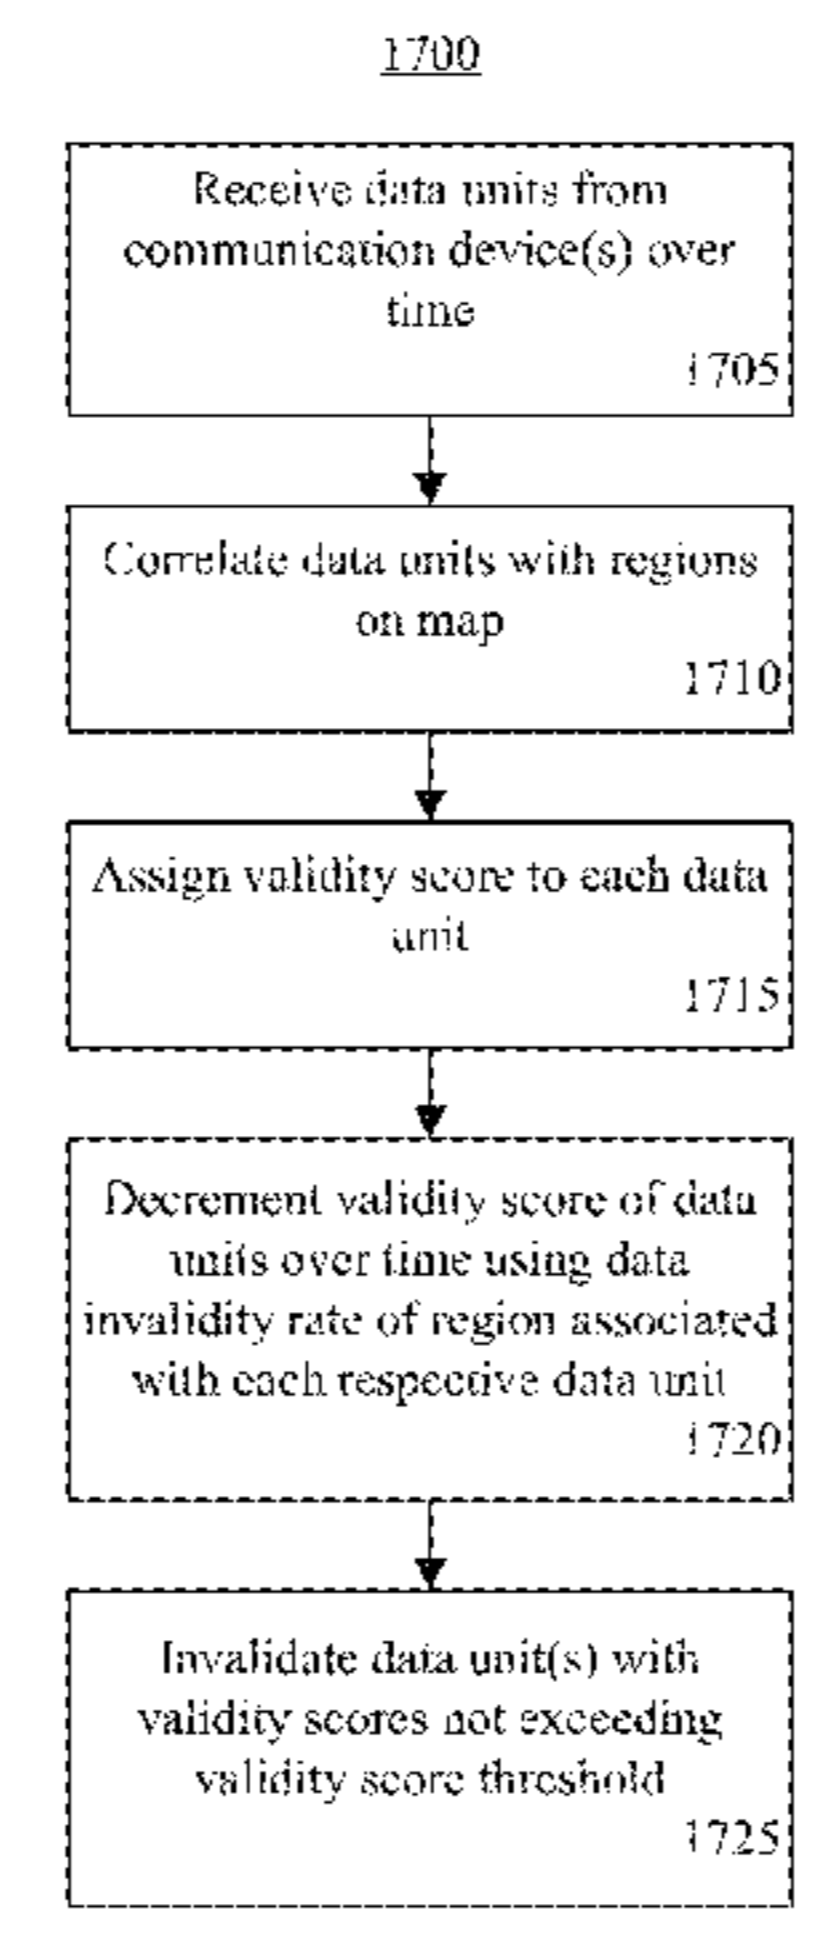 1700
Receive data units from
communication device(s) over
time
1705
Correlate data units with regions
on map
1710
Assign validity score to each data
unit
1715
Decrement validity score of data
units over time using data
invalidity rate of region associated
with each respective data unit
1720
Invalidate data unit(s) with
validity scores not exceeding
validity score threshold
1725